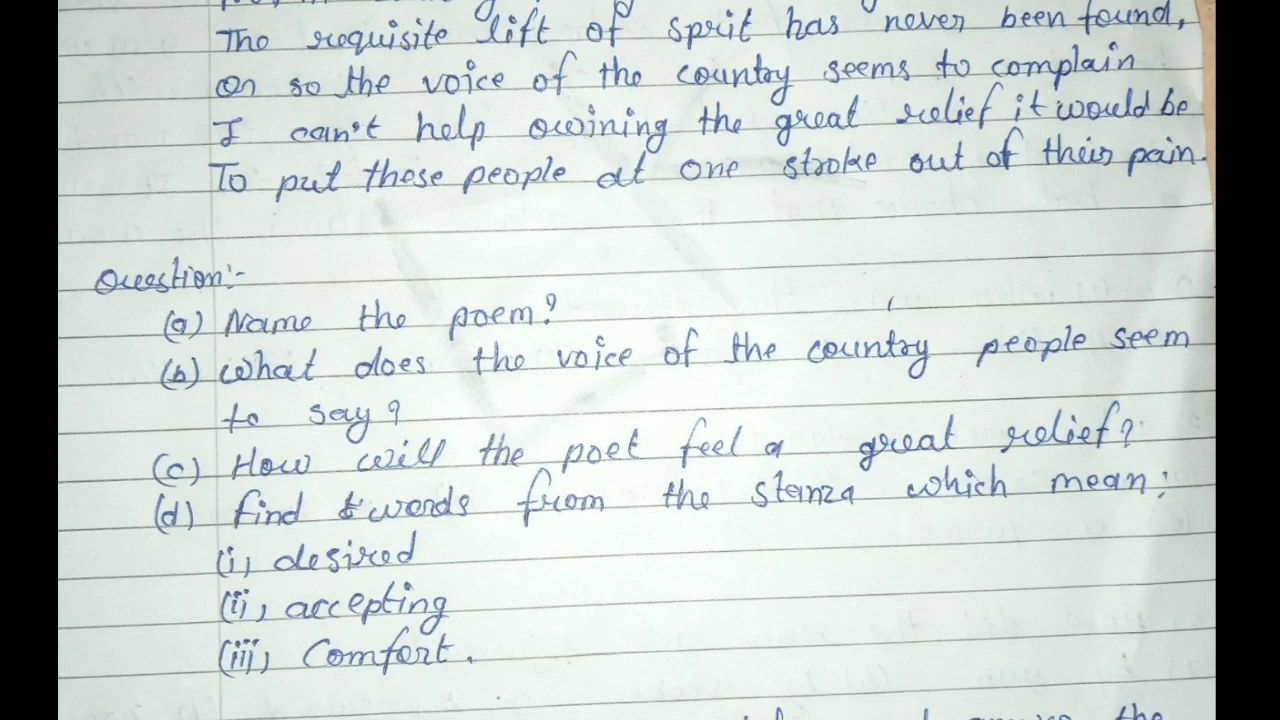 The requisite lift of sprit has never been found,
or so the voice of the country seems to complain
I can't help owining the great relief it would be
To put these people at one stroke out of their pain.
Question:-
(a) Name the poem?
(b) What does the voice of the country people seem
to say?
(c) How will the poet feel a great relief?
(d) find words from the stanza which mean:
(i) desired
(ii) accepting
(iii) Comfort.
the